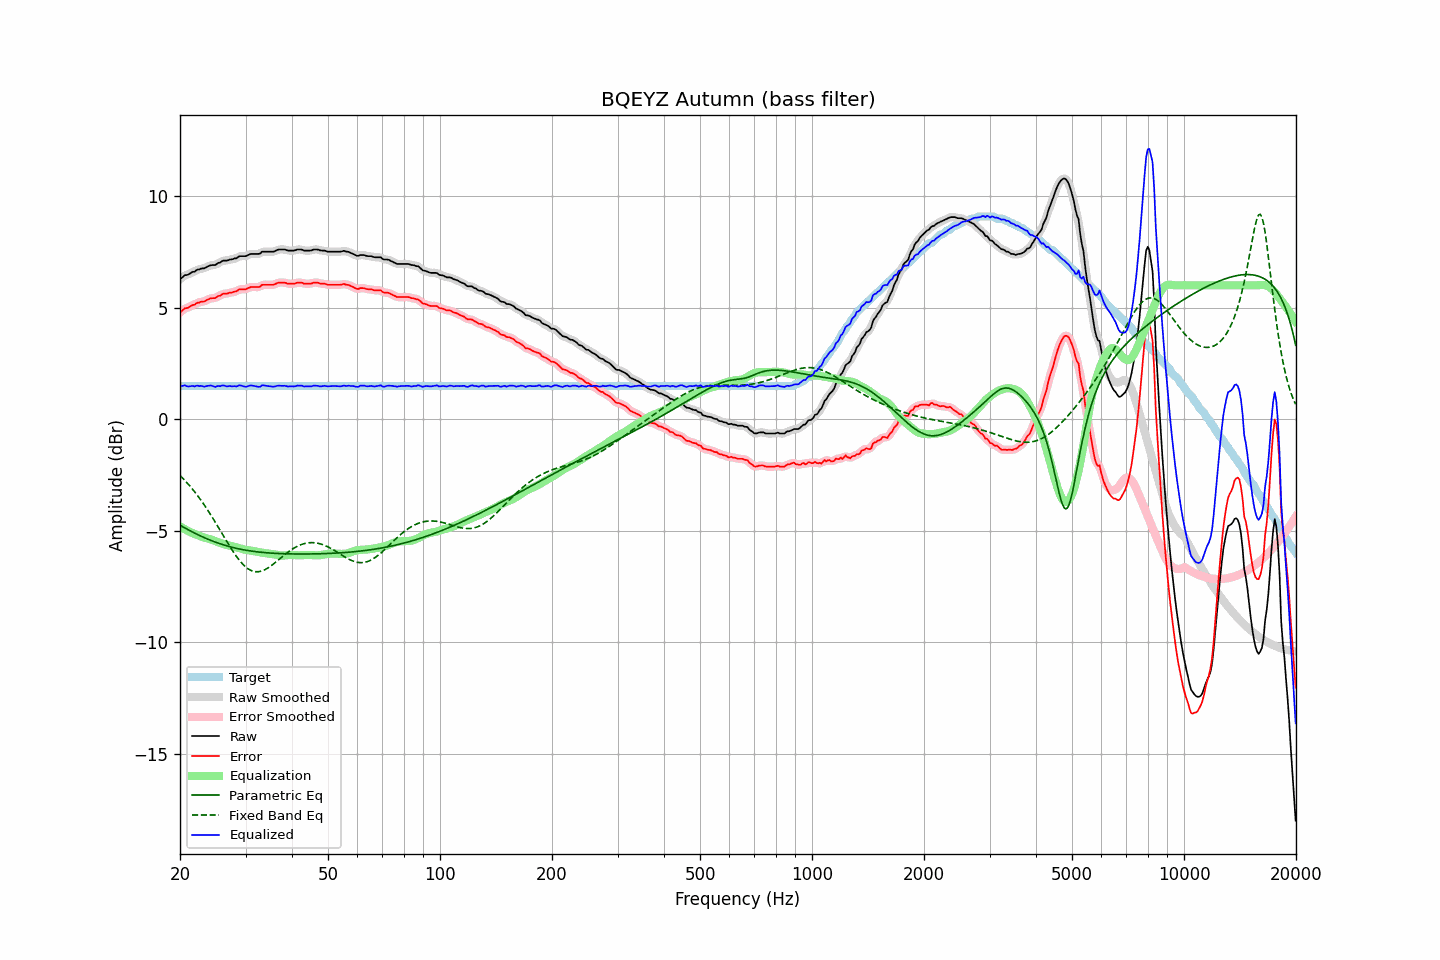 BQEYZ Autumn (bass filter)
Amplitude (dBr)
10
5
0
−5
−10
−15
Target
Raw Smoothed
Error Smoothed
Raw
Error
Equalization
Parametric Eq
Fixed Band Eq
Equalized
20 50 100 200 500 1000 2000 5000 10000 20000
Frequency (Hz)